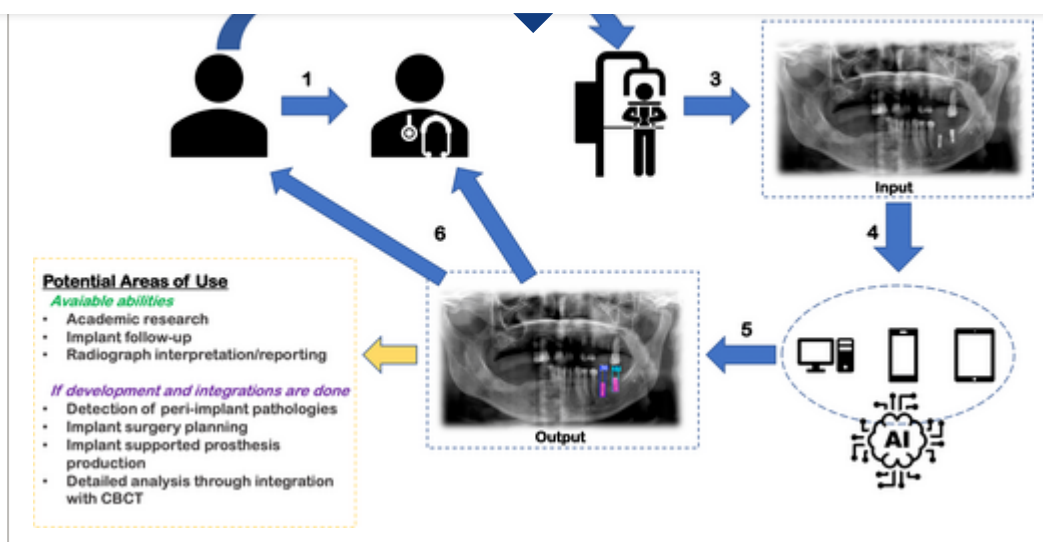 1
3
Input
4
6
Potential Areas of Use
Avaiable abilities
• Academic research
• Implant follow-up
• Radiograph interpretation/reporting
If development and integrations are done
• Detection of peri-implant pathologies
• Implant surgery planning
• Implant supported prosthesis
production
• Detailed analysis through integration
with CBCT
5
Output
AI